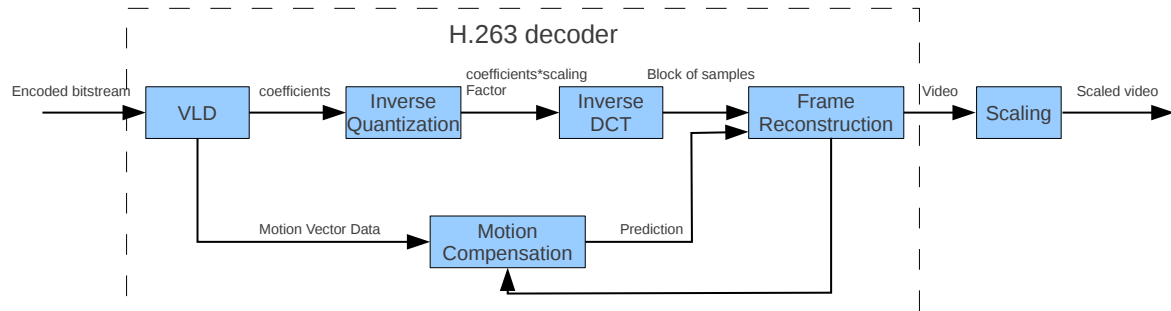 H.263 decoder
Encoded bitstream
VLD
coefficients
Inverse
Quantization
coefficients*scaling
Factor
Inverse
DCT
Block of samples
Frame
Reconstruction
Video
Scaling
Scaled video
Motion Vector Data
Motion
Compensation
Prediction